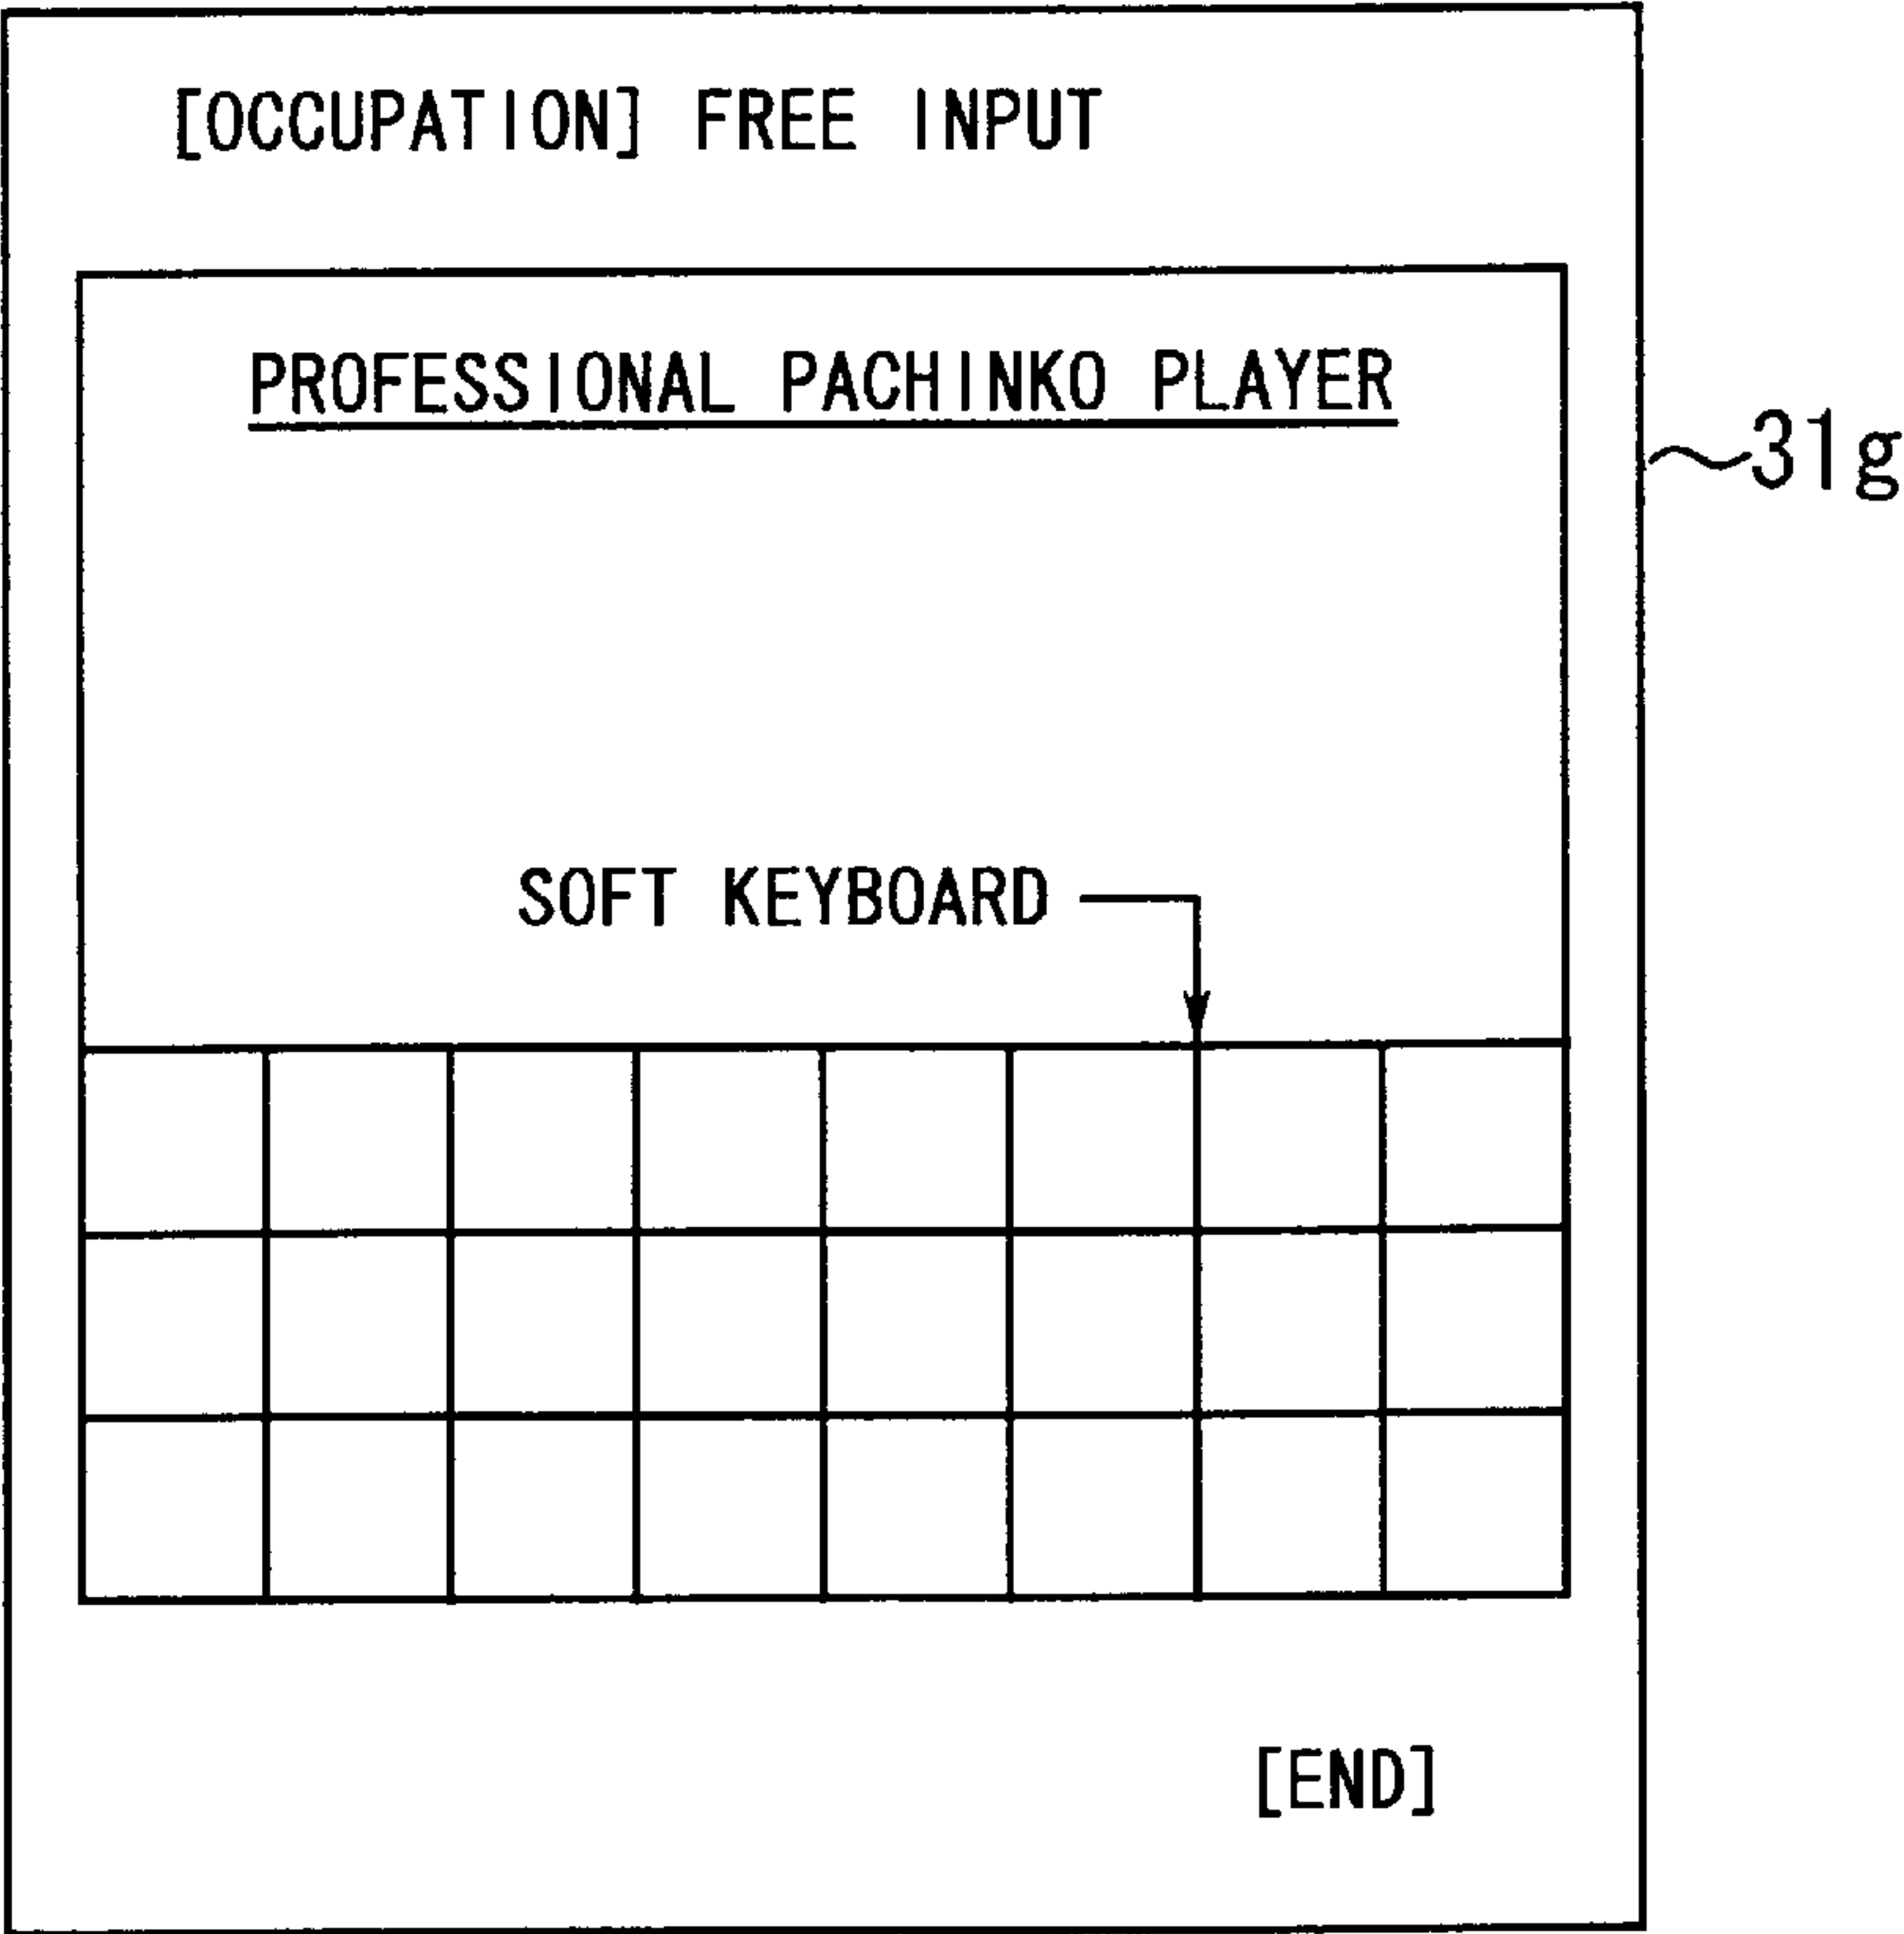 [OCCUPATION] FREE INPUT
PROFESSIONAL PACHINKO PLAYER
31g
SOFT KEYBOARD
[END]